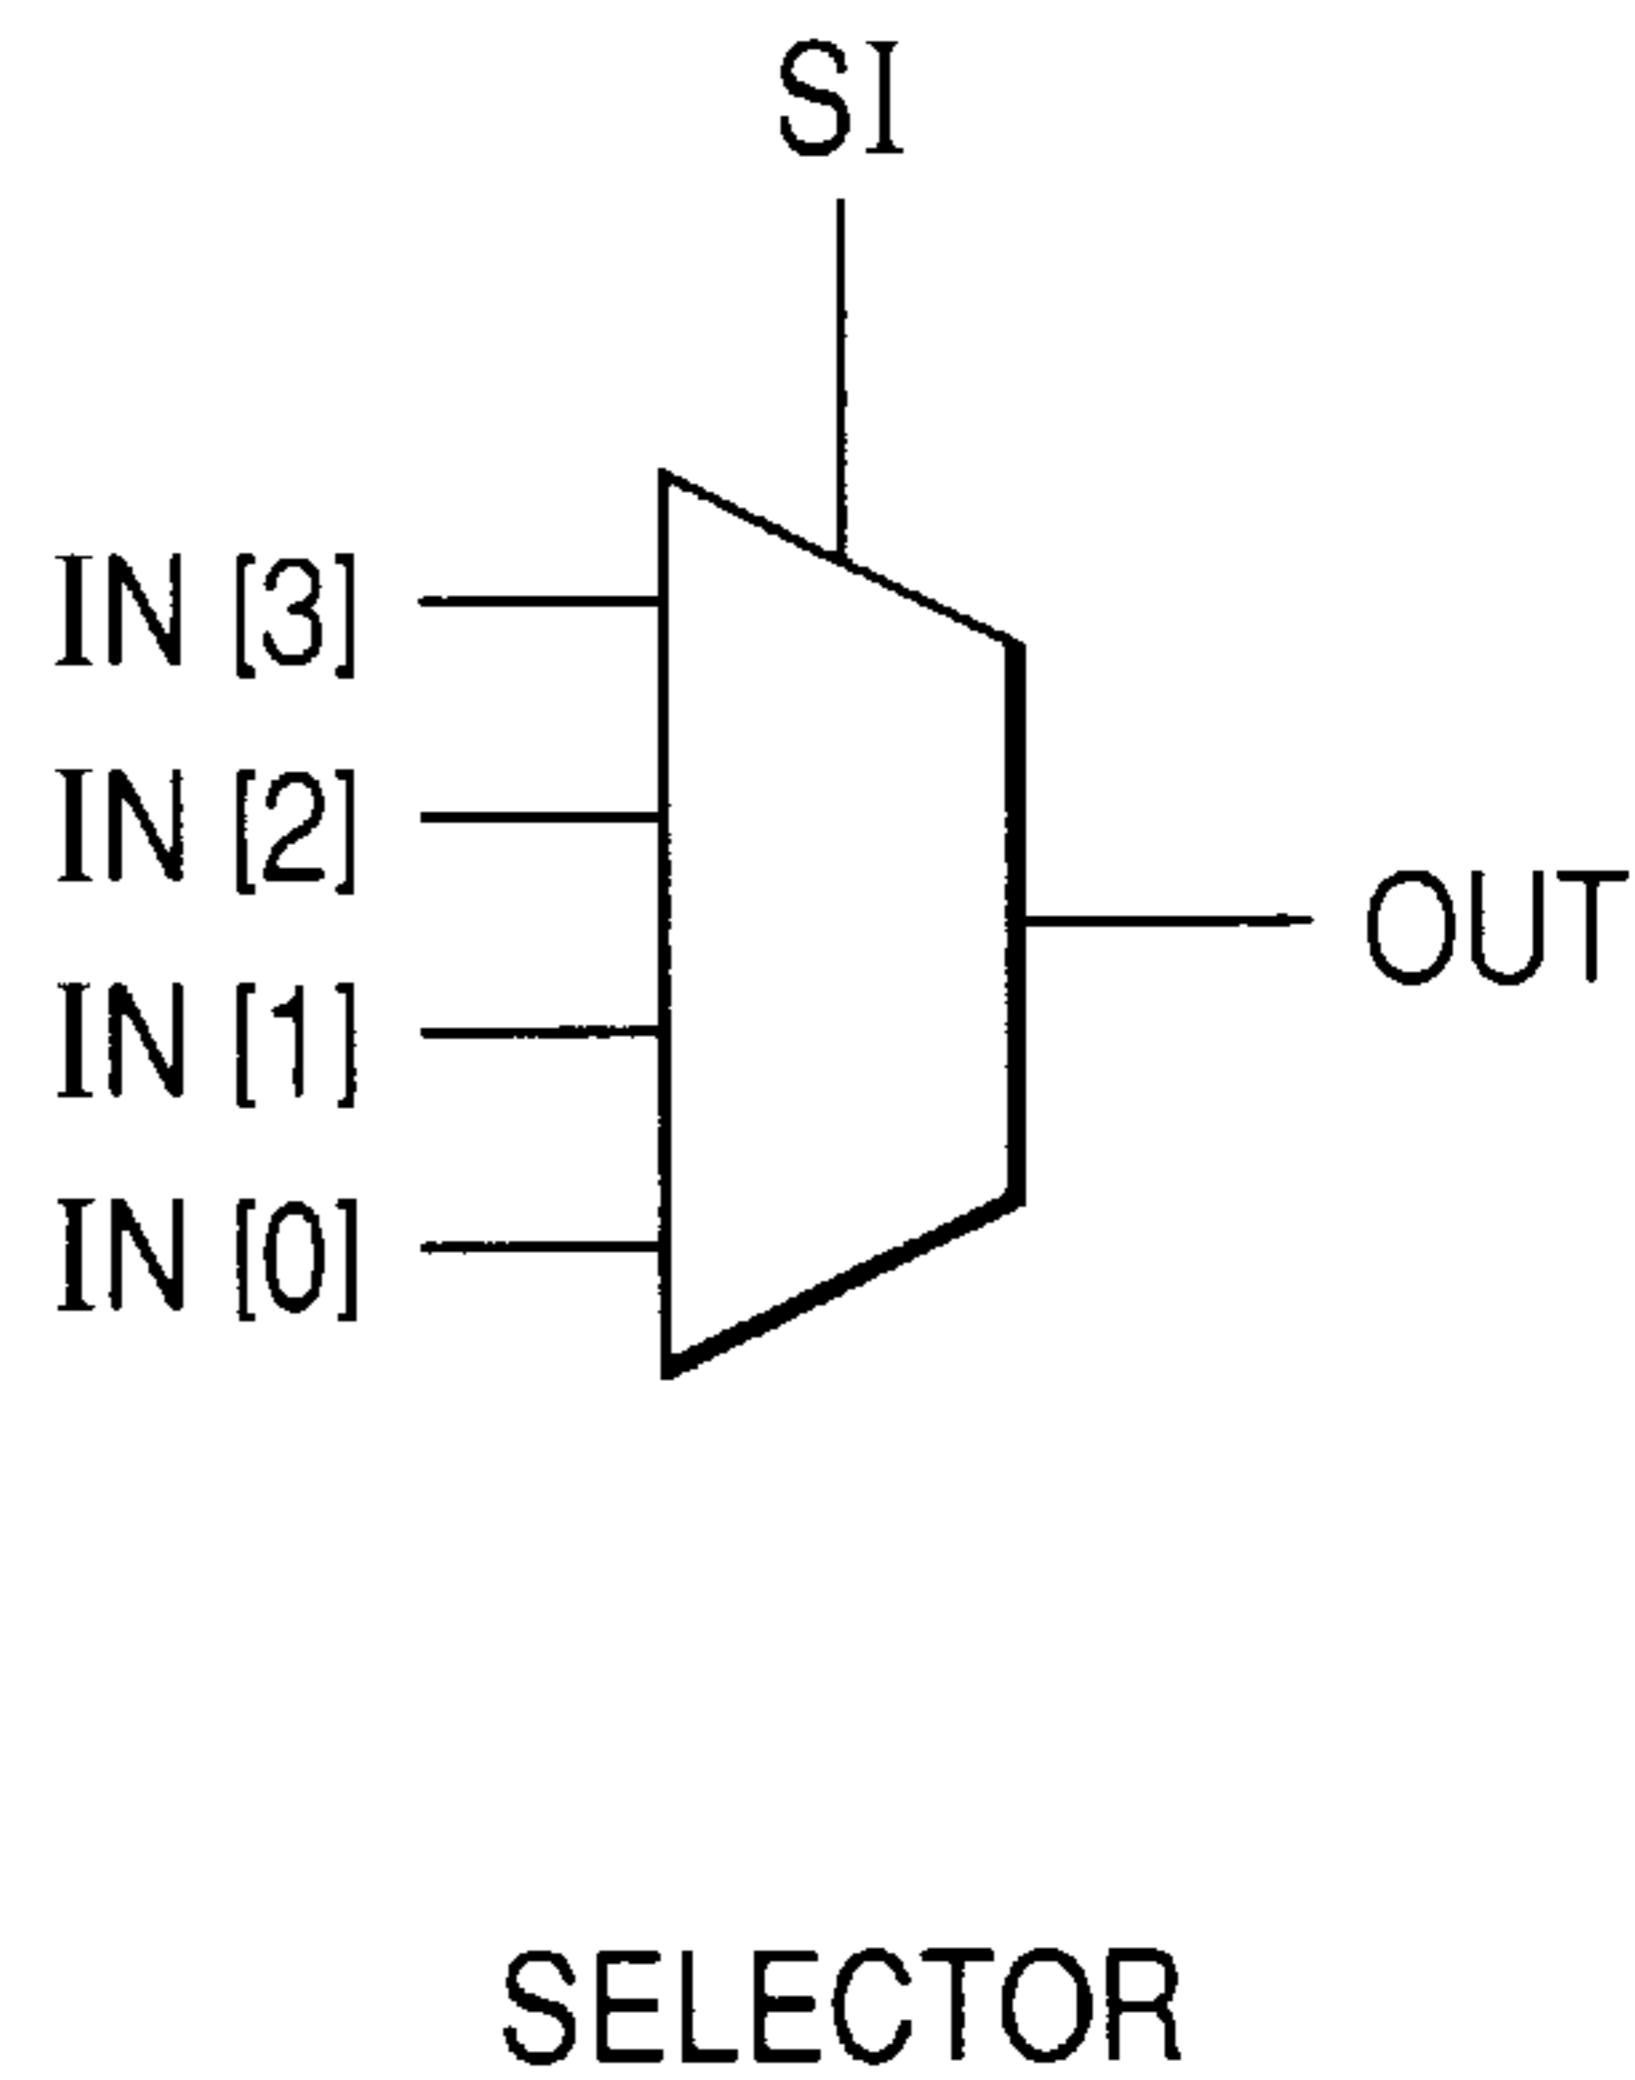 SI
IN [3]
IN [2]
OUT
IN [1]
IN [0]
SELECTOR